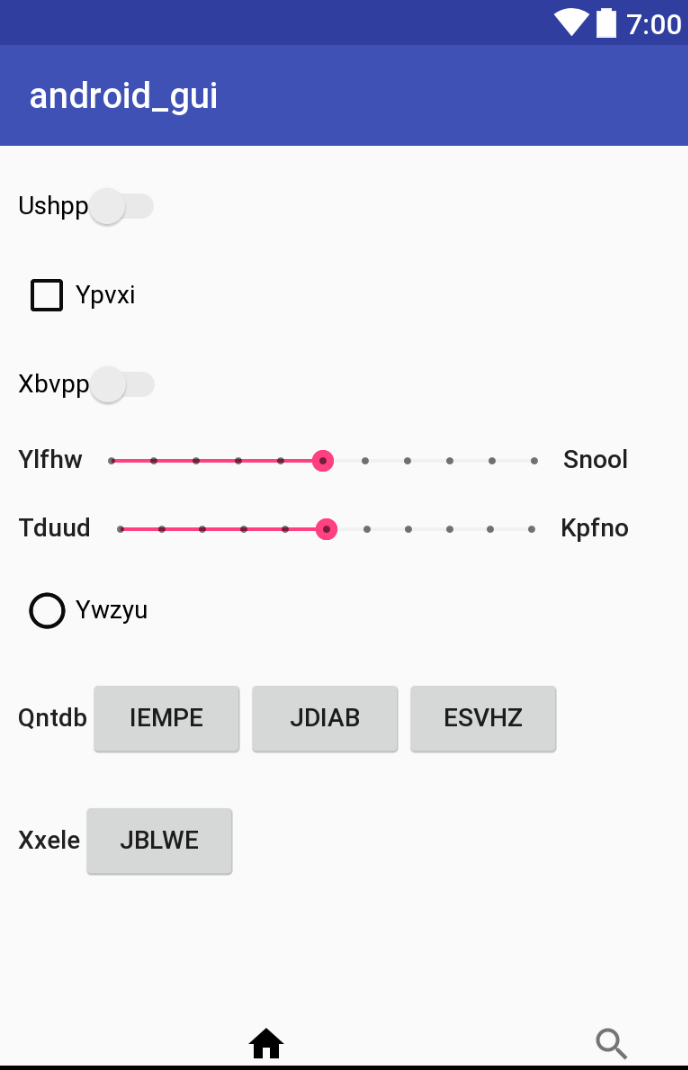 7:00
android_gui
Ushpp
Ypvxi
Xbvpp
Ylfhw Snool
Tduud Kpfno
Ywzyu
Qntdb IEMPE JDIAB ESVHZ
Xxele JBLWE